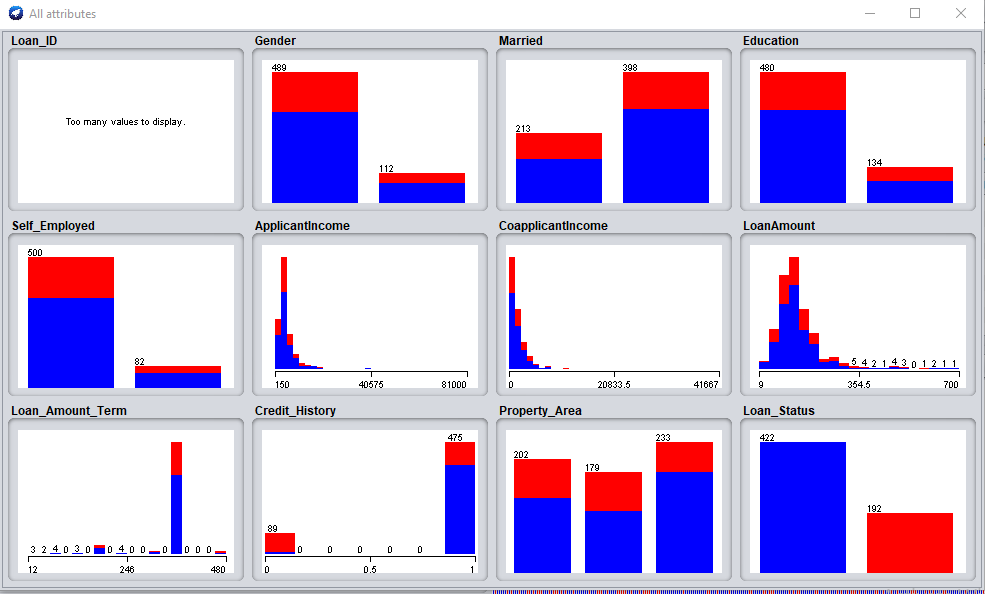 All attributes
Loan_ID
Too many values to display.
Gender
489
112
Married
213
398
Education
480
134
Self_Employed
500
82
ApplicantIncome
150 40575 81000
CoapplicantIncome
0 20833.5 41667
LoanAmount
5 4 2 1 4 3 0 1 2 1 1
9 354.5 700
Loan_Amount_Term
3 2 4 0 3 0 0 4 0 0 0 0 0 0
12 246 480
Credit_History
475
89
0 0 0 0 0
0 0.5 1
Property_Area
202
179
233
Loan_Status
422
192